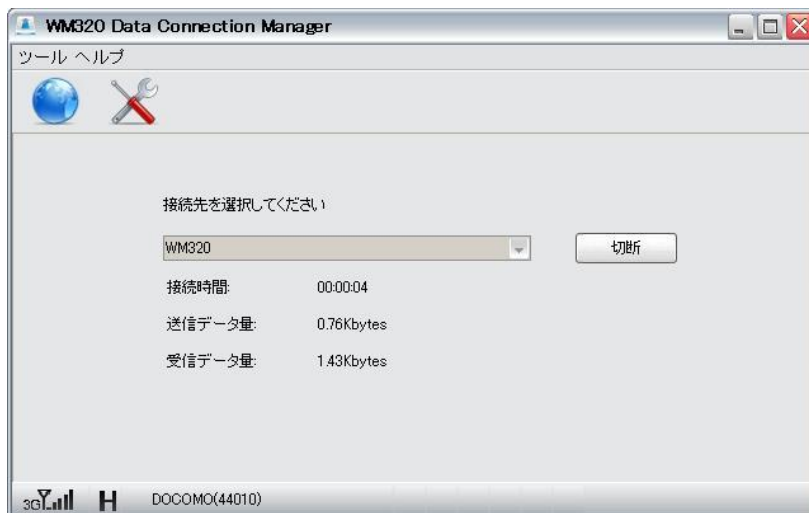 WM320 Data Connection Manager
ツール ヘルプ
接続先を選択してください
WM320
切断
接続時間: 00:00:04
送信データ量: 0.76Kbytes
受信データ量: 1.43Kbytes
3G H DOCOMO(44010)